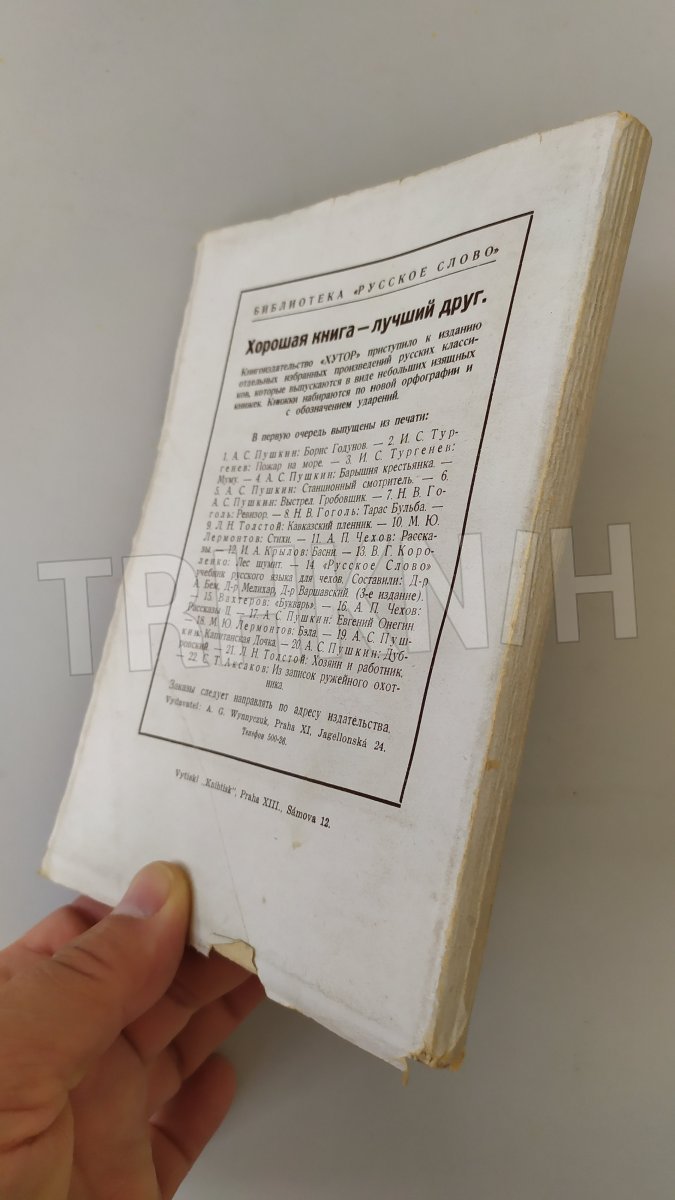 БИБЛИОТЕКА «РУССКОЕ СЛОВО»
Хорошая книга — лучший друг.
Книгоиздательство «ХУТОР» приступило к изданию
отдельных избранных произведений русских класси-
ков, которые выпускаются в виде небольших изящных
книжек. Книжки набираются по новой орфографии и
с обозначением ударений.
В первую очередь выпущены из печати:
1. А. С. Пушкин: Борис Годунов. — 2. И. С. Тур-
генев: Пожар на море. — 3. И. С. Тургенев:
Муму. — 4. А. С. Пушкин: Барышня крестьянка. —
5. А. С. Пушкин: Станционный смотритель. — 6.
А. С. Пушкин: Выстрел. Гробовщик. — 7. Н. В. Го-
голь: Ревизор. — 8. Н. В. Гоголь: Тарас Бульба. —
9. Л. Н. Толстой: Кавказский пленник. — 10. М. Ю.
Лермонтов: Стихи. — 11. А. П. Чехов: Расска-
зы. — 12. И. А. Крылов: Басни. — 13. В. Г. Коро-
ленко: Лес шумит. — 14. «Русское Слово»
учебник русского языка для чехов. Составили: Д-р
А. Бем, Д-р Мелихар, Д-р Варшавский. (3-е издание).
— 15. Вахтеров: «Букварь». — 16. А. П. Чехов:
Рассказы II. — 17. А. С. Пушкин: Евгений Онегин
— 18. М. Ю. Лермонтов: Бэла. — 19. А. С. Пуш-
кин: Капитанская Дочка. — 20. А. С. Пушкин: Дуб-
ровский. — 21. Л. Н. Толстой: Хозяин и работник.
— 22. С. Т. Аксаков: Из записок ружейного охот-
ника.
Заказы следует направлять по адресу издательства.
Vydavatel: A. G. Wynnyczuk, Praha XI, Jagellonská 24.
Телефон 500-26.
Vytiskl „Knihtisk", Praha XIII., Sámova 12.